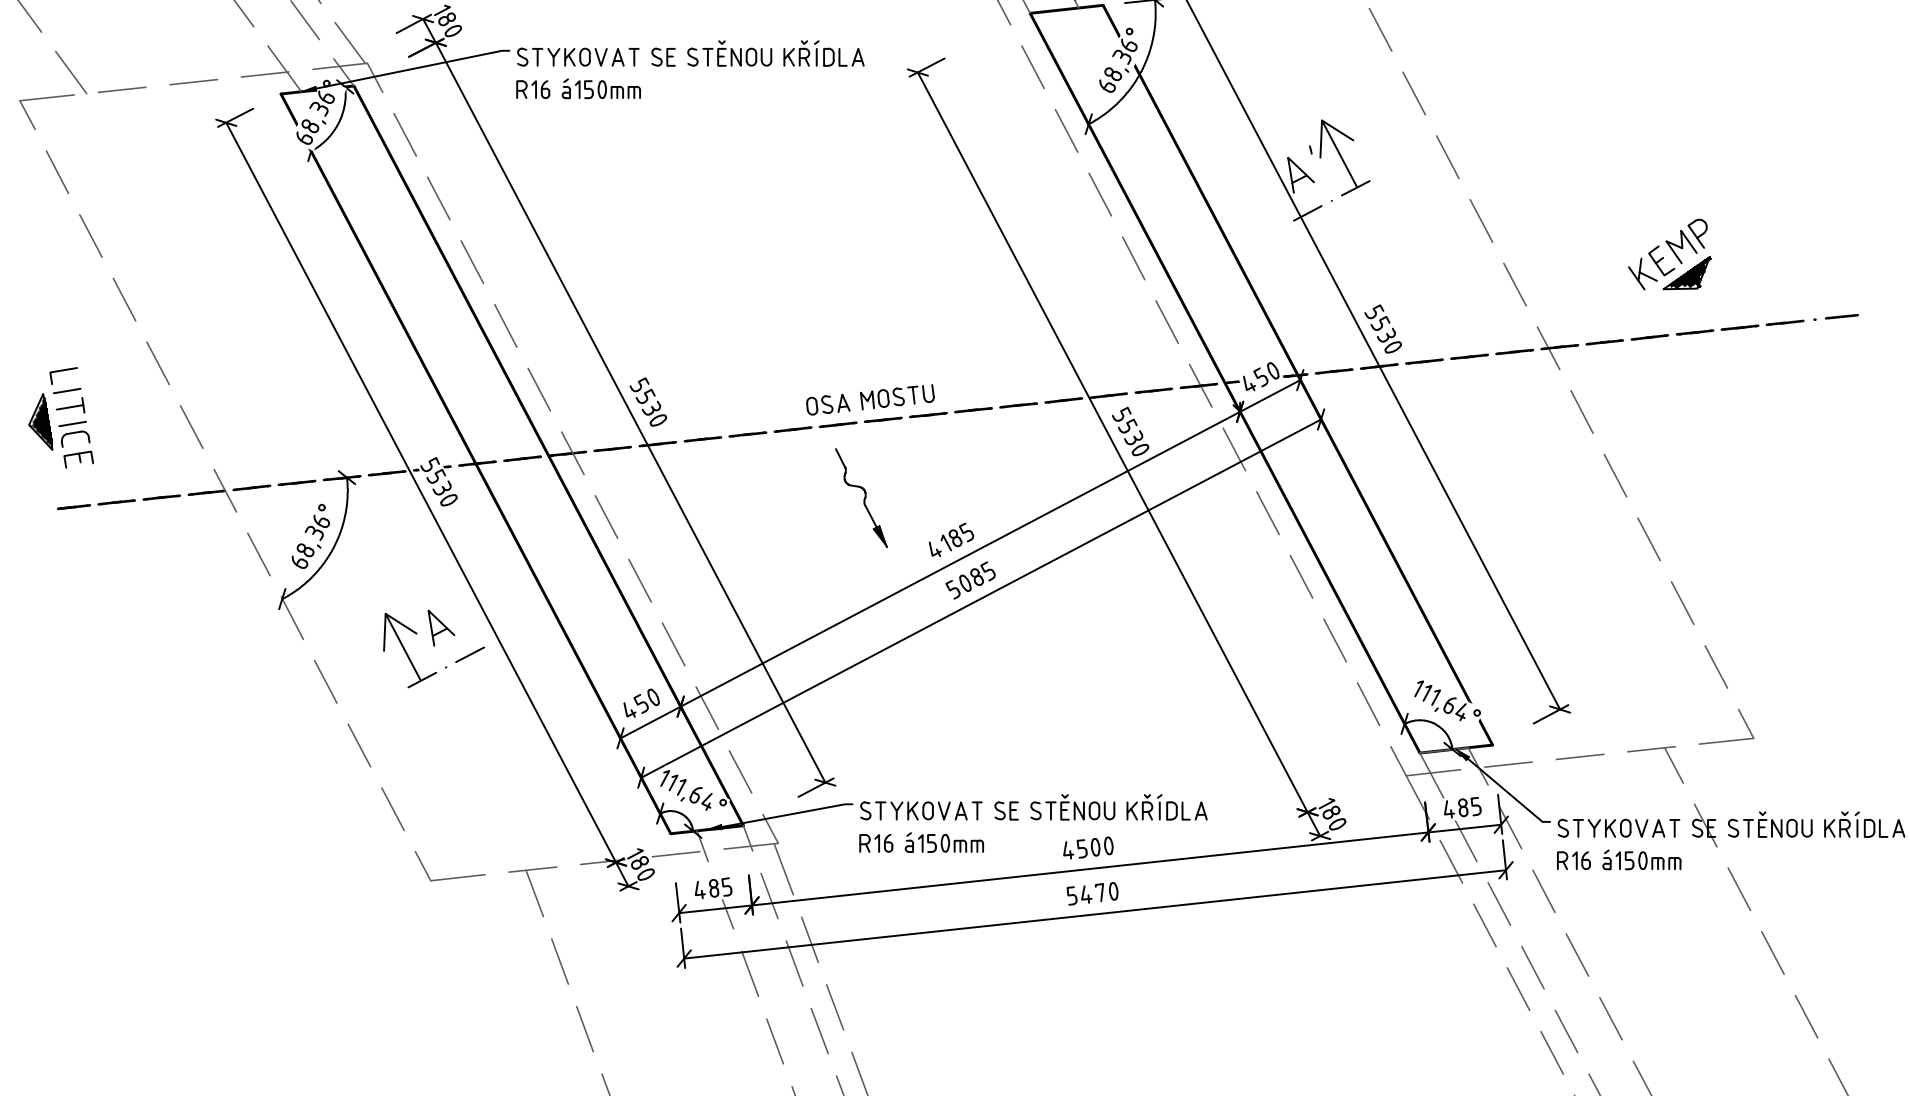 180
STYKOVAT SE STĚNOU KŘÍDLA
R16 á150mm
68,36°
68,36°
A'
KEMP
5530
LITICE
OSA MOSTU
450
5530
5530
5530
68,36°
4185
5085
A
450
111,64°
111,64°
STYKOVAT SE STĚNOU KŘÍDLA
R16 á150mm
180
485
STYKOVAT SE STĚNOU KŘÍDLA
R16 á150mm
4500
180
485
5470